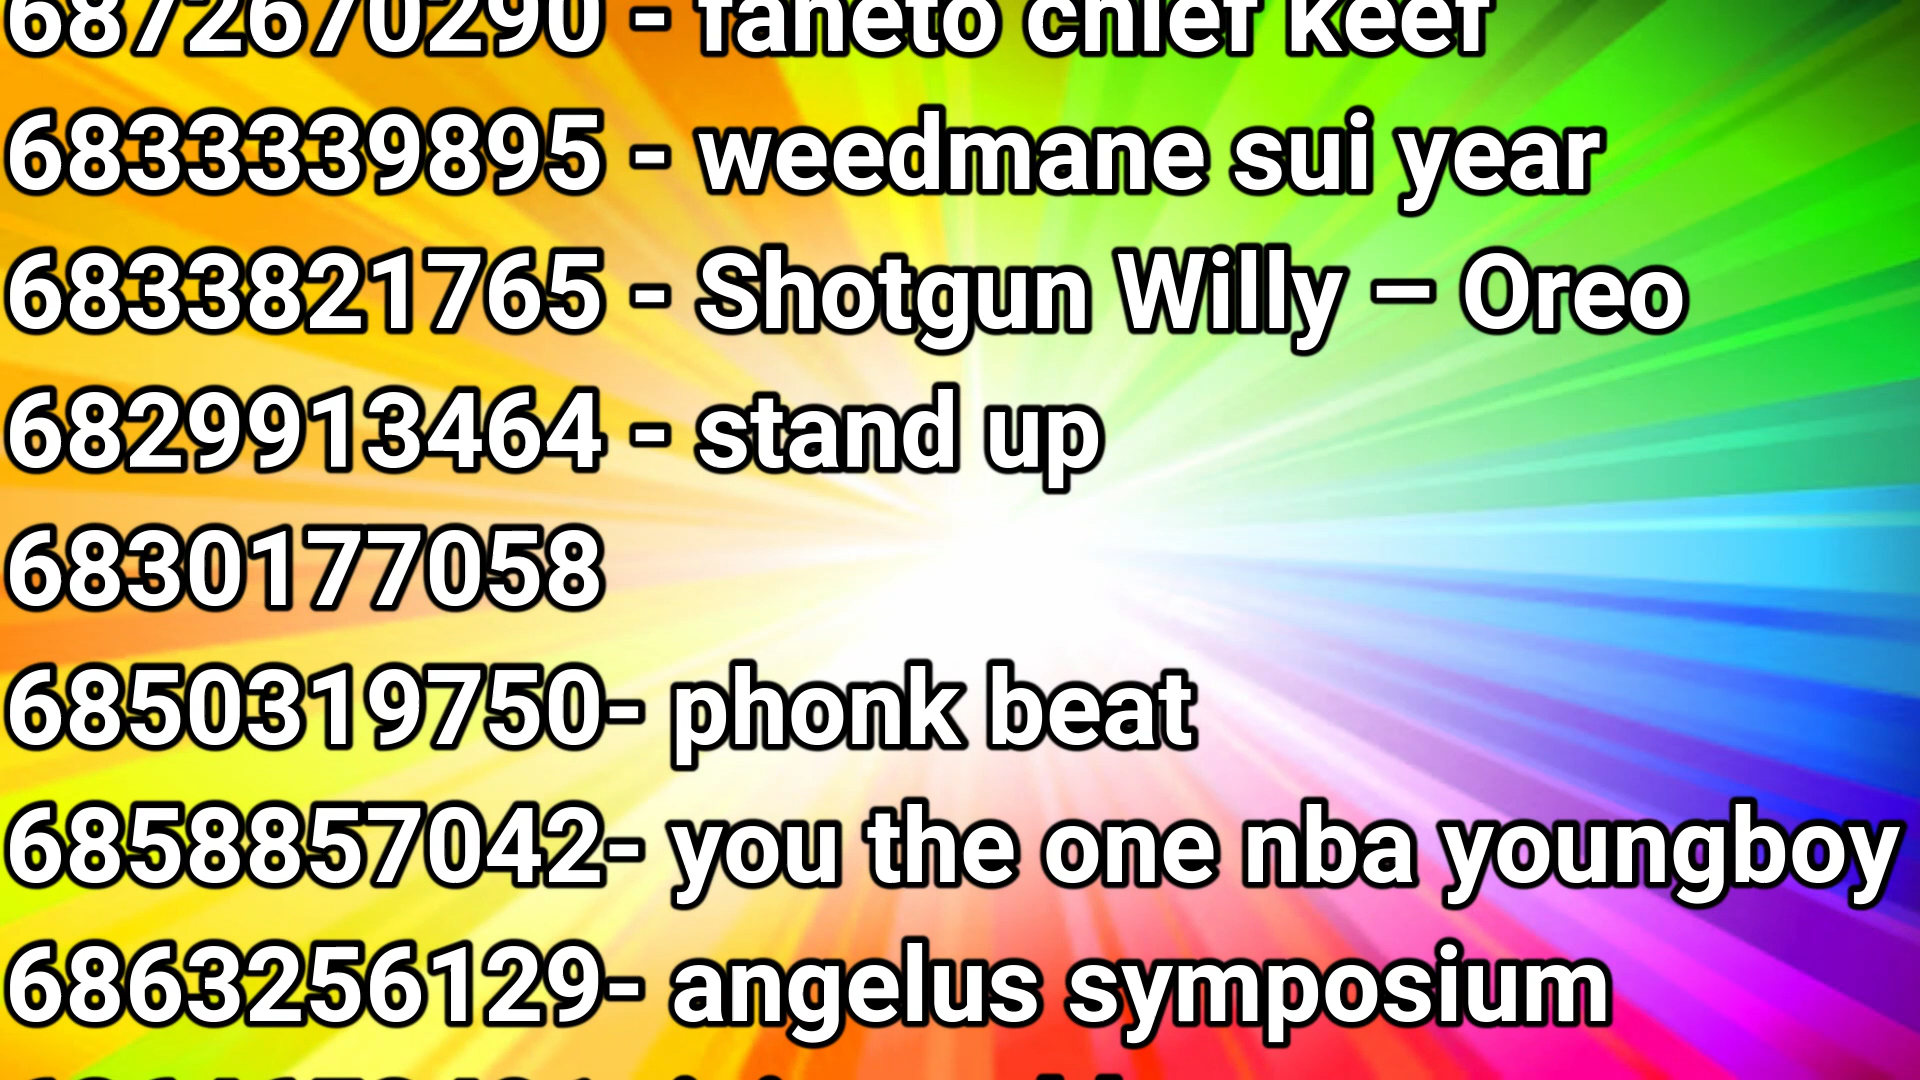 6872670290 - faneto chief keef
6833339895 - weedmane sui year
6833821765 - Shotgun Willy – Oreo
6829913464 - stand up
6830177058
6850319750- phonk beat
6858857042- you the one nba youngboy
6863256129- angelus symposium